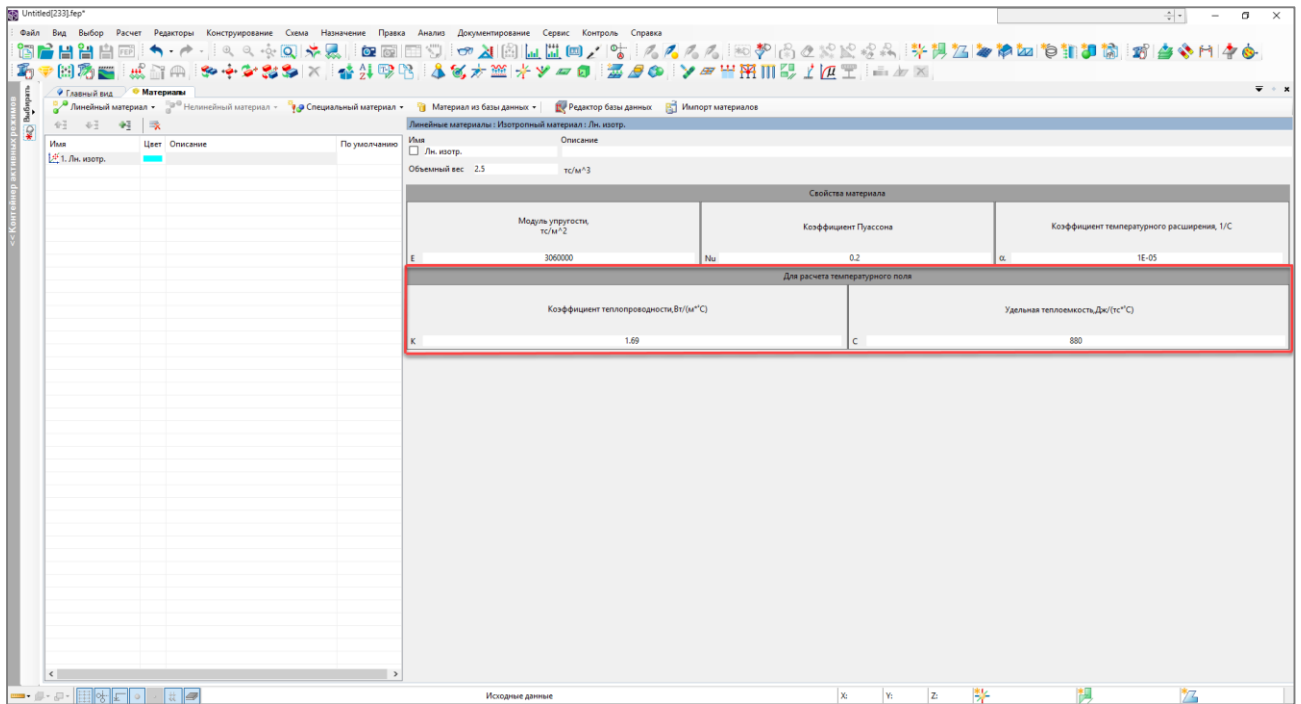 Untitled[233].fep*
Файл Вид Выбор Расчет Редакторы Конструирование Схема Назначение Правка Анализ Документирование Сервис Контроль Справка
Главный вид Материалы
Линейный материал Нелинейный материал Специальный материал Материал из базы данных Редактор базы данных Импорт материалов
Выбирать
<< Контейнер активных режимов
Имя Цвет Описание По умолчанию
1. Лн. изотр.
Линейные материалы : Изотропный материал : Лн. изотр.
Имя Описание
Лн. изотр.
Объемный вес 2.5 тс/м^3
Свойства материала
Модуль упругости,
тс/м^2
Коэффициент Пуассона
Коэффициент температурного расширения, 1/C
E 3060000 Nu 0.2 α 1E-05
Для расчета температурного поля
Коэффициент теплопроводности,Вт/(м*°C) Удельная теплоемкость,Дж/(тс*°C)
K 1.69 C 880
Исходные данные X: Y: Z: